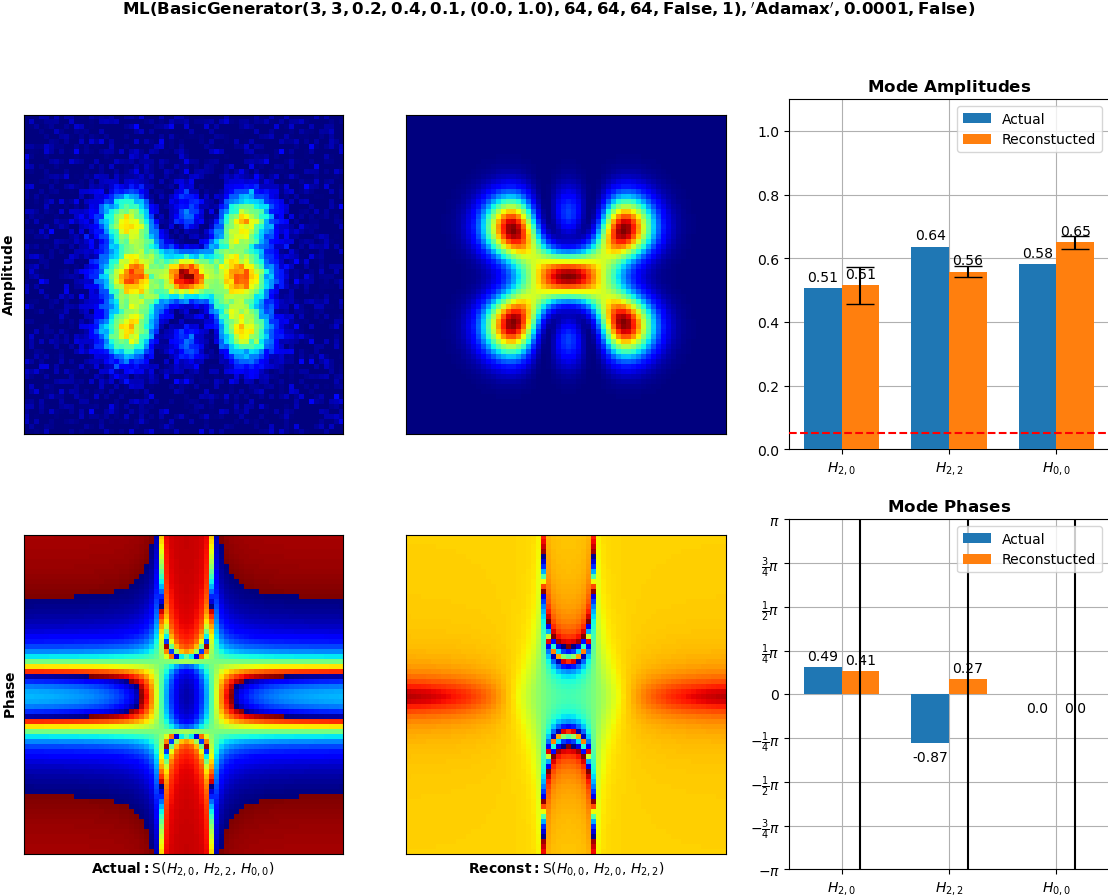 ML(BasicGenerator(3, 3, 0.2, 0.4, 0.1, (0.0, 1.0), 64, 64, 64, False, 1), ′Adamax′, 0.0001, False)
Amplitude
Mode Amplitudes
Actual
Reconstucted
1.0
0.8
0.6
0.4
0.2
0.0
0.51
0.51
0.64
0.56
0.58
0.65
H2, 0
H2, 2
H0, 0
Phase
Actual: S(H2, 0, H2, 2, H0, 0)
Reconst: S(H0, 0, H2, 0, H2, 2)
Mode Phases
Actual
Reconstucted
π
3/4π
1/2π
1/4π
0
−1/4π
−1/2π
−3/4π
−π
0.49
0.41
-0.87
0.27
0.0
0.0
H2, 0
H2, 2
H0, 0